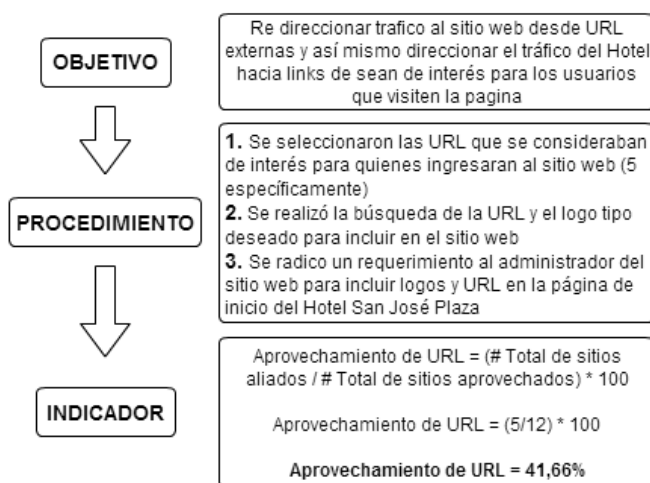 OBJETIVO
Re direccionar trafico al sitio web desde URL
externas y así mismo direccionar el tráfico del Hotel
hacia links de sean de interés para los usuarios
que visiten la pagina
PROCEDIMIENTO
1. Se seleccionaron las URL que se consideraban
de interés para quienes ingresaran al sitio web (5
específicamente)
2. Se realizó la búsqueda de la URL y el logo tipo
deseado para incluir en el sitio web
3. Se radico un requerimiento al administrador del
sitio web para incluir logos y URL en la página de
inicio del Hotel San José Plaza
INDICADOR
Aprovechamiento de URL = (# Total de sitios
aliados / # Total de sitios aprovechados) * 100
Aprovechamiento de URL = (5/12) * 100
Aprovechamiento de URL = 41,66%